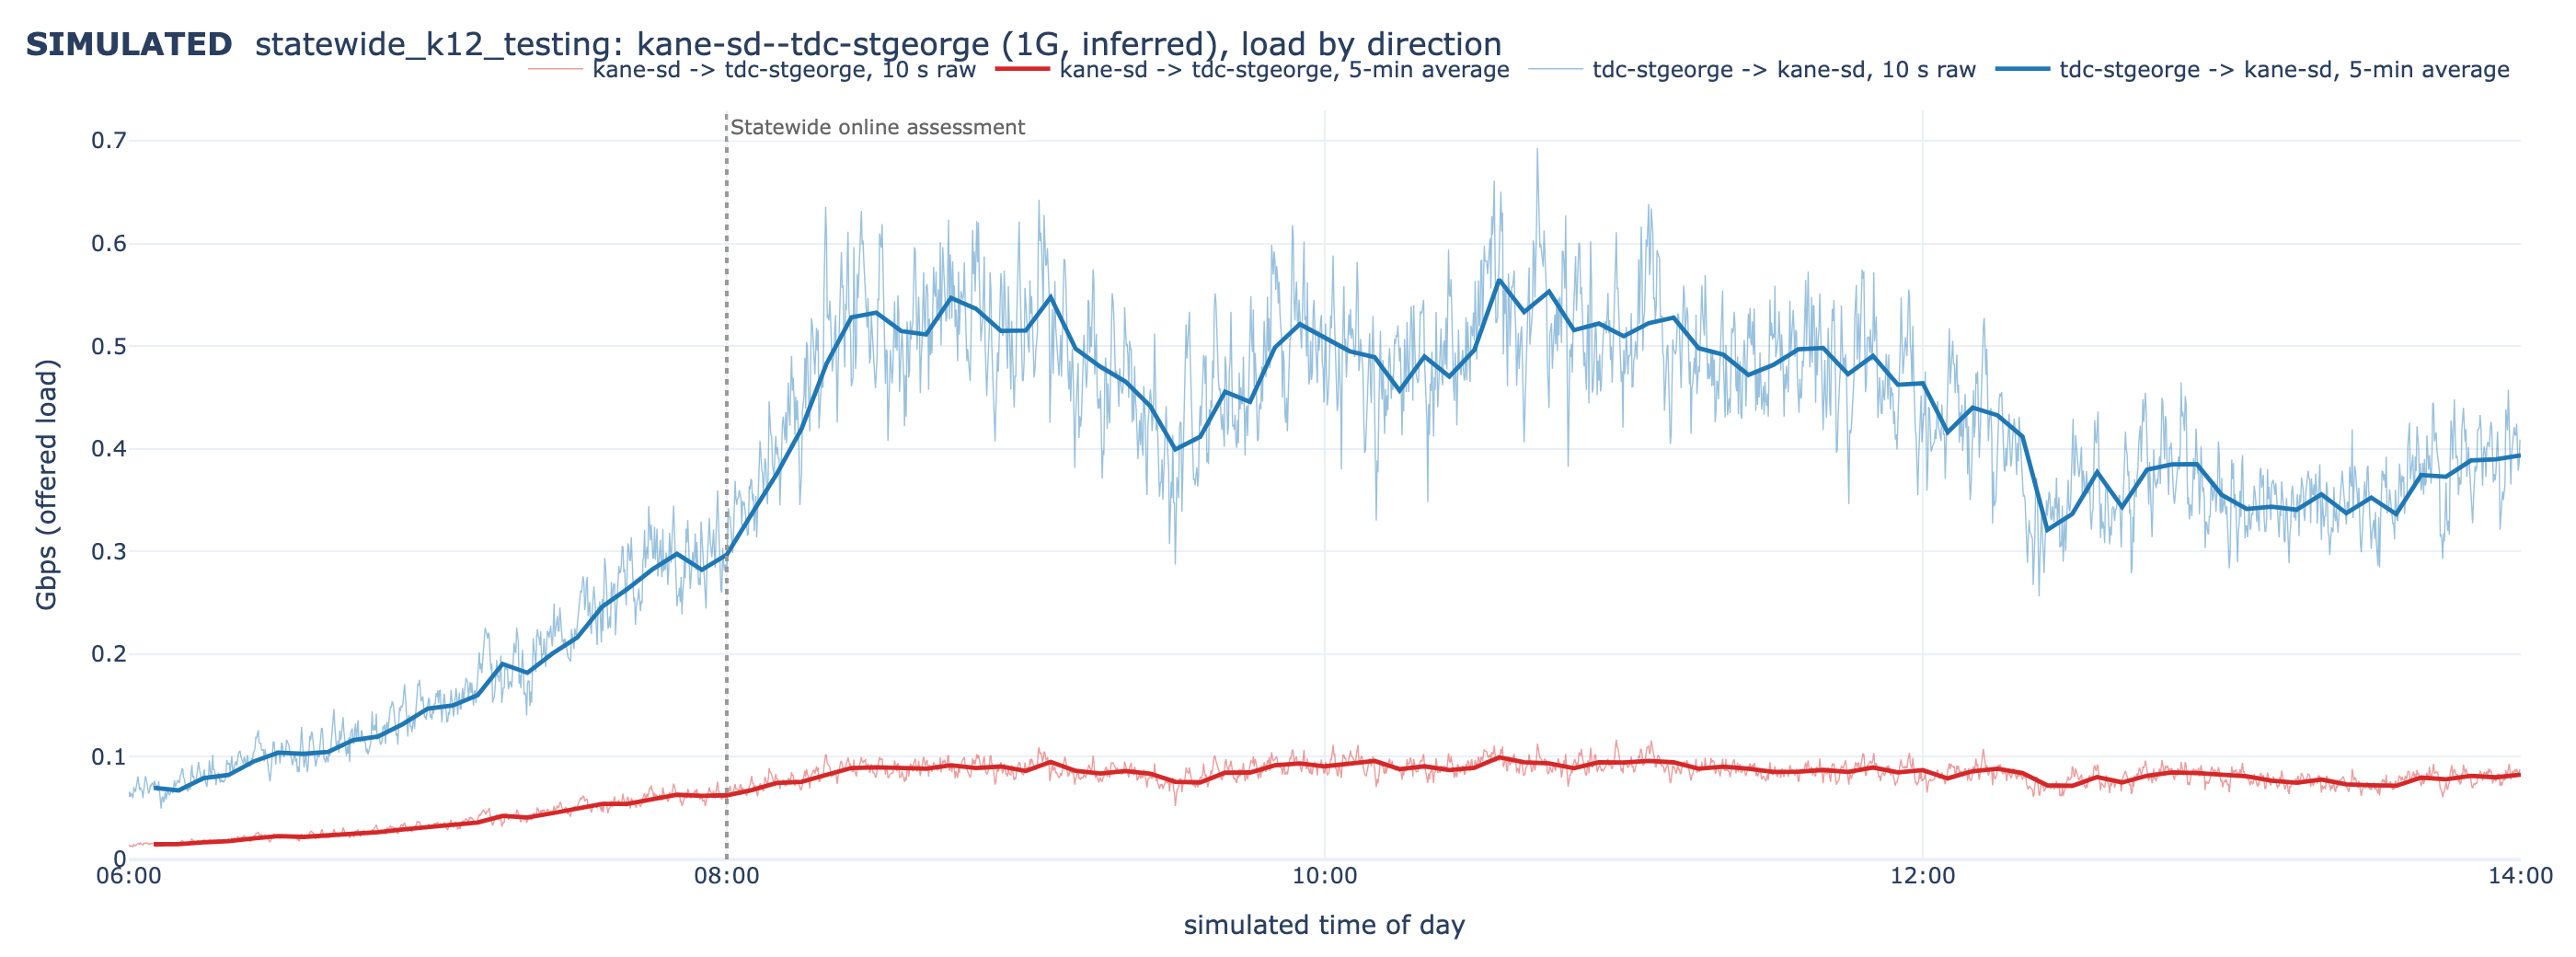 SIMULATED statewide_k12_testing: kane-sd--tdc-stgeorge (1G, inferred), load by direction
kane-sd -> tdc-stgeorge, 10 s raw kane-sd -> tdc-stgeorge, 5-min average tdc-stgeorge -> kane-sd, 10 s raw tdc-stgeorge -> kane-sd, 5-min average
Statewide online assessment
Gbps (offered load)
0.7
0.6
0.5
0.4
0.3
0.2
0.1
0
06:00 08:00 10:00 12:00 14:00
simulated time of day